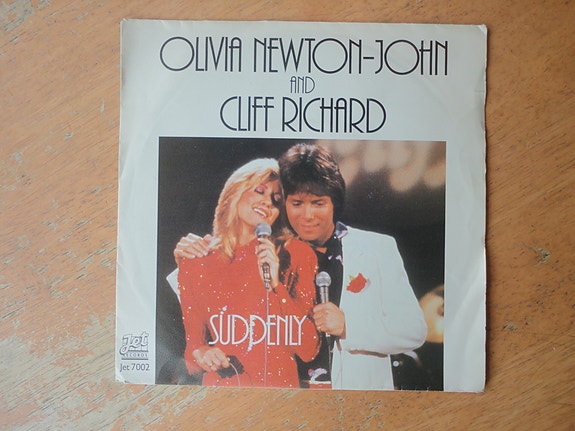 OLIVIA NEWTON-JOHN
AND
CLIFF RICHARD
SUDDENLY
Jet
RECORDS
Jet 7002